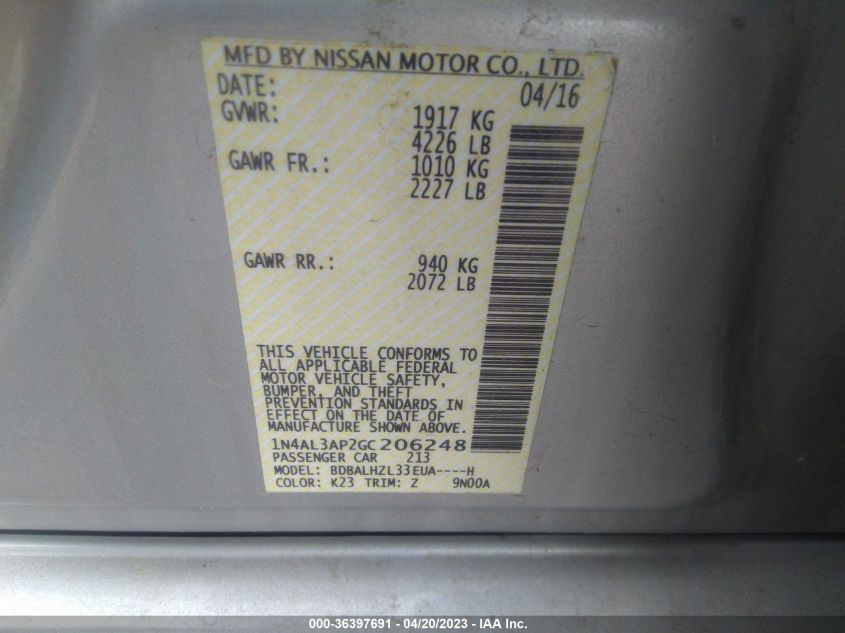 MFD BY NISSAN MOTOR CO., LTD.
DATE: 04/16
GVWR: 1917 KG
4226 LB
GAWR FR.: 1010 KG
2227 LB
GAWR RR.: 940 KG
2072 LB
THIS VEHICLE CONFORMS TO
ALL APPLICABLE FEDERAL
MOTOR VEHICLE SAFETY,
BUMPER, AND THEFT
PREVENTION STANDARDS IN
EFFECT ON THE DATE OF
MANUFACTURE SHOWN ABOVE.
1N4AL3AP2GC206248
PASSENGER CAR 213
MODEL: BDBALHZL33EUA----H
COLOR: K23 TRIM: Z 9N00A
000-36397691 - 04/20/2023 - IAA Inc.